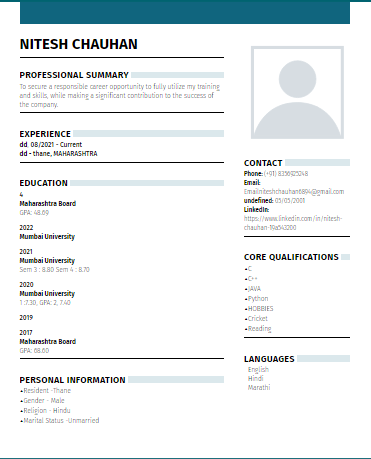 NITESH CHAUHAN
PROFESSIONAL SUMMARY
To secure a responsible career opportunity to fully utilize my training
and skills, while making a significant contribution to the success of
the company.
EXPERIENCE
dd 08/2021 - Current
dd - thane, MAHARASHTRA
EDUCATION
4
Maharashtra Board
GPA: 48.69
2022
Mumbai University
2021
Mumbai University
Sem 3 : 8.80 Sem 4 : 8.70
2020
Mumbai University
1 :7.30, GPA: 2, 7.40
2019
2017
Maharashtra Board
GPA: 68.60
PERSONAL INFORMATION
•Resident -Thane
•Gender - Male
•Religion - Hindu
•Marital Status -Unmarried
CONTACT
Phone: (+91) 8356925248
Email:
Emailniteshchauhan6894@gmail.com
undefined: 05/05/2001
LinkedIn:
https://www.linkedin.com/in/nitesh-
chauhan-19a543200
CORE QUALIFICATIONS
•C
•C++
•JAVA
•Python
•HOBBIES
•Cricket
•Reading
LANGUAGES
English
Hindi
Marathi